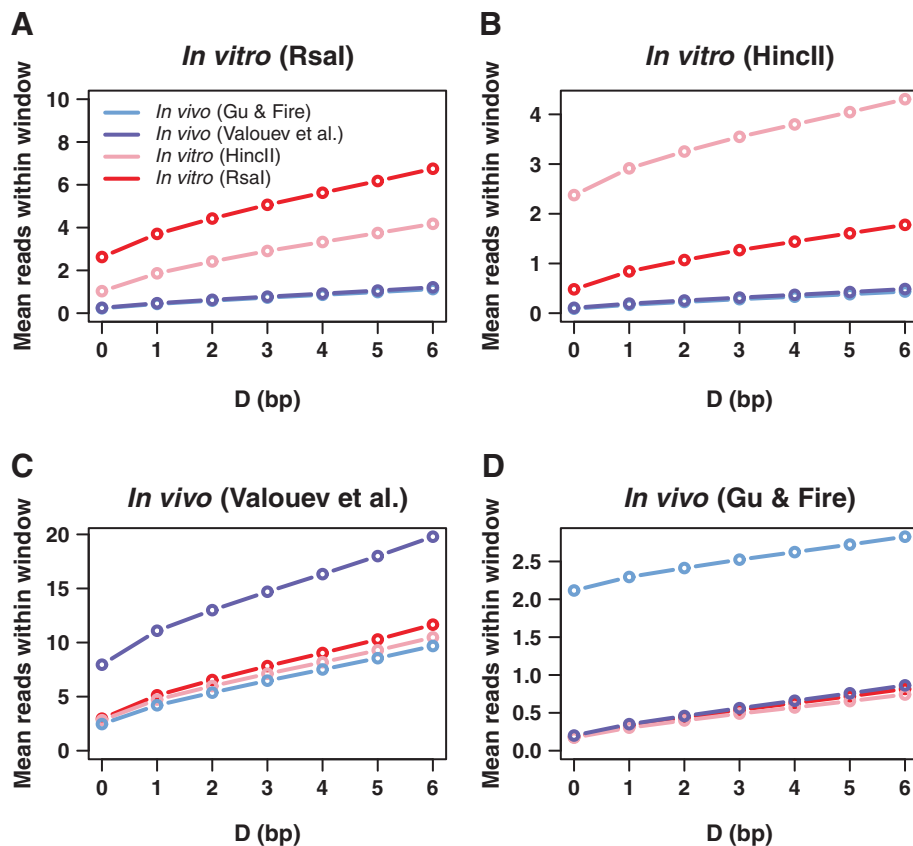 A
In vitro (RsaI)
Mean reads within window
10
8
6
4
2
0
In vivo (Gu & Fire)
In vivo (Valouev et al.)
In vitro (HincII)
In vitro (RsaI)
0 1 2 3 4 5 6
D (bp)
B
In vitro (HincII)
Mean reads within window
4
3
2
1
0
0 1 2 3 4 5 6
D (bp)
C
In vivo (Valouev et al.)
Mean reads within window
20
15
10
5
0
0 1 2 3 4 5 6
D (bp)
D
In vivo (Gu & Fire)
Mean reads within window
2.5
2.0
1.5
1.0
0.5
0.0
0 1 2 3 4 5 6
D (bp)